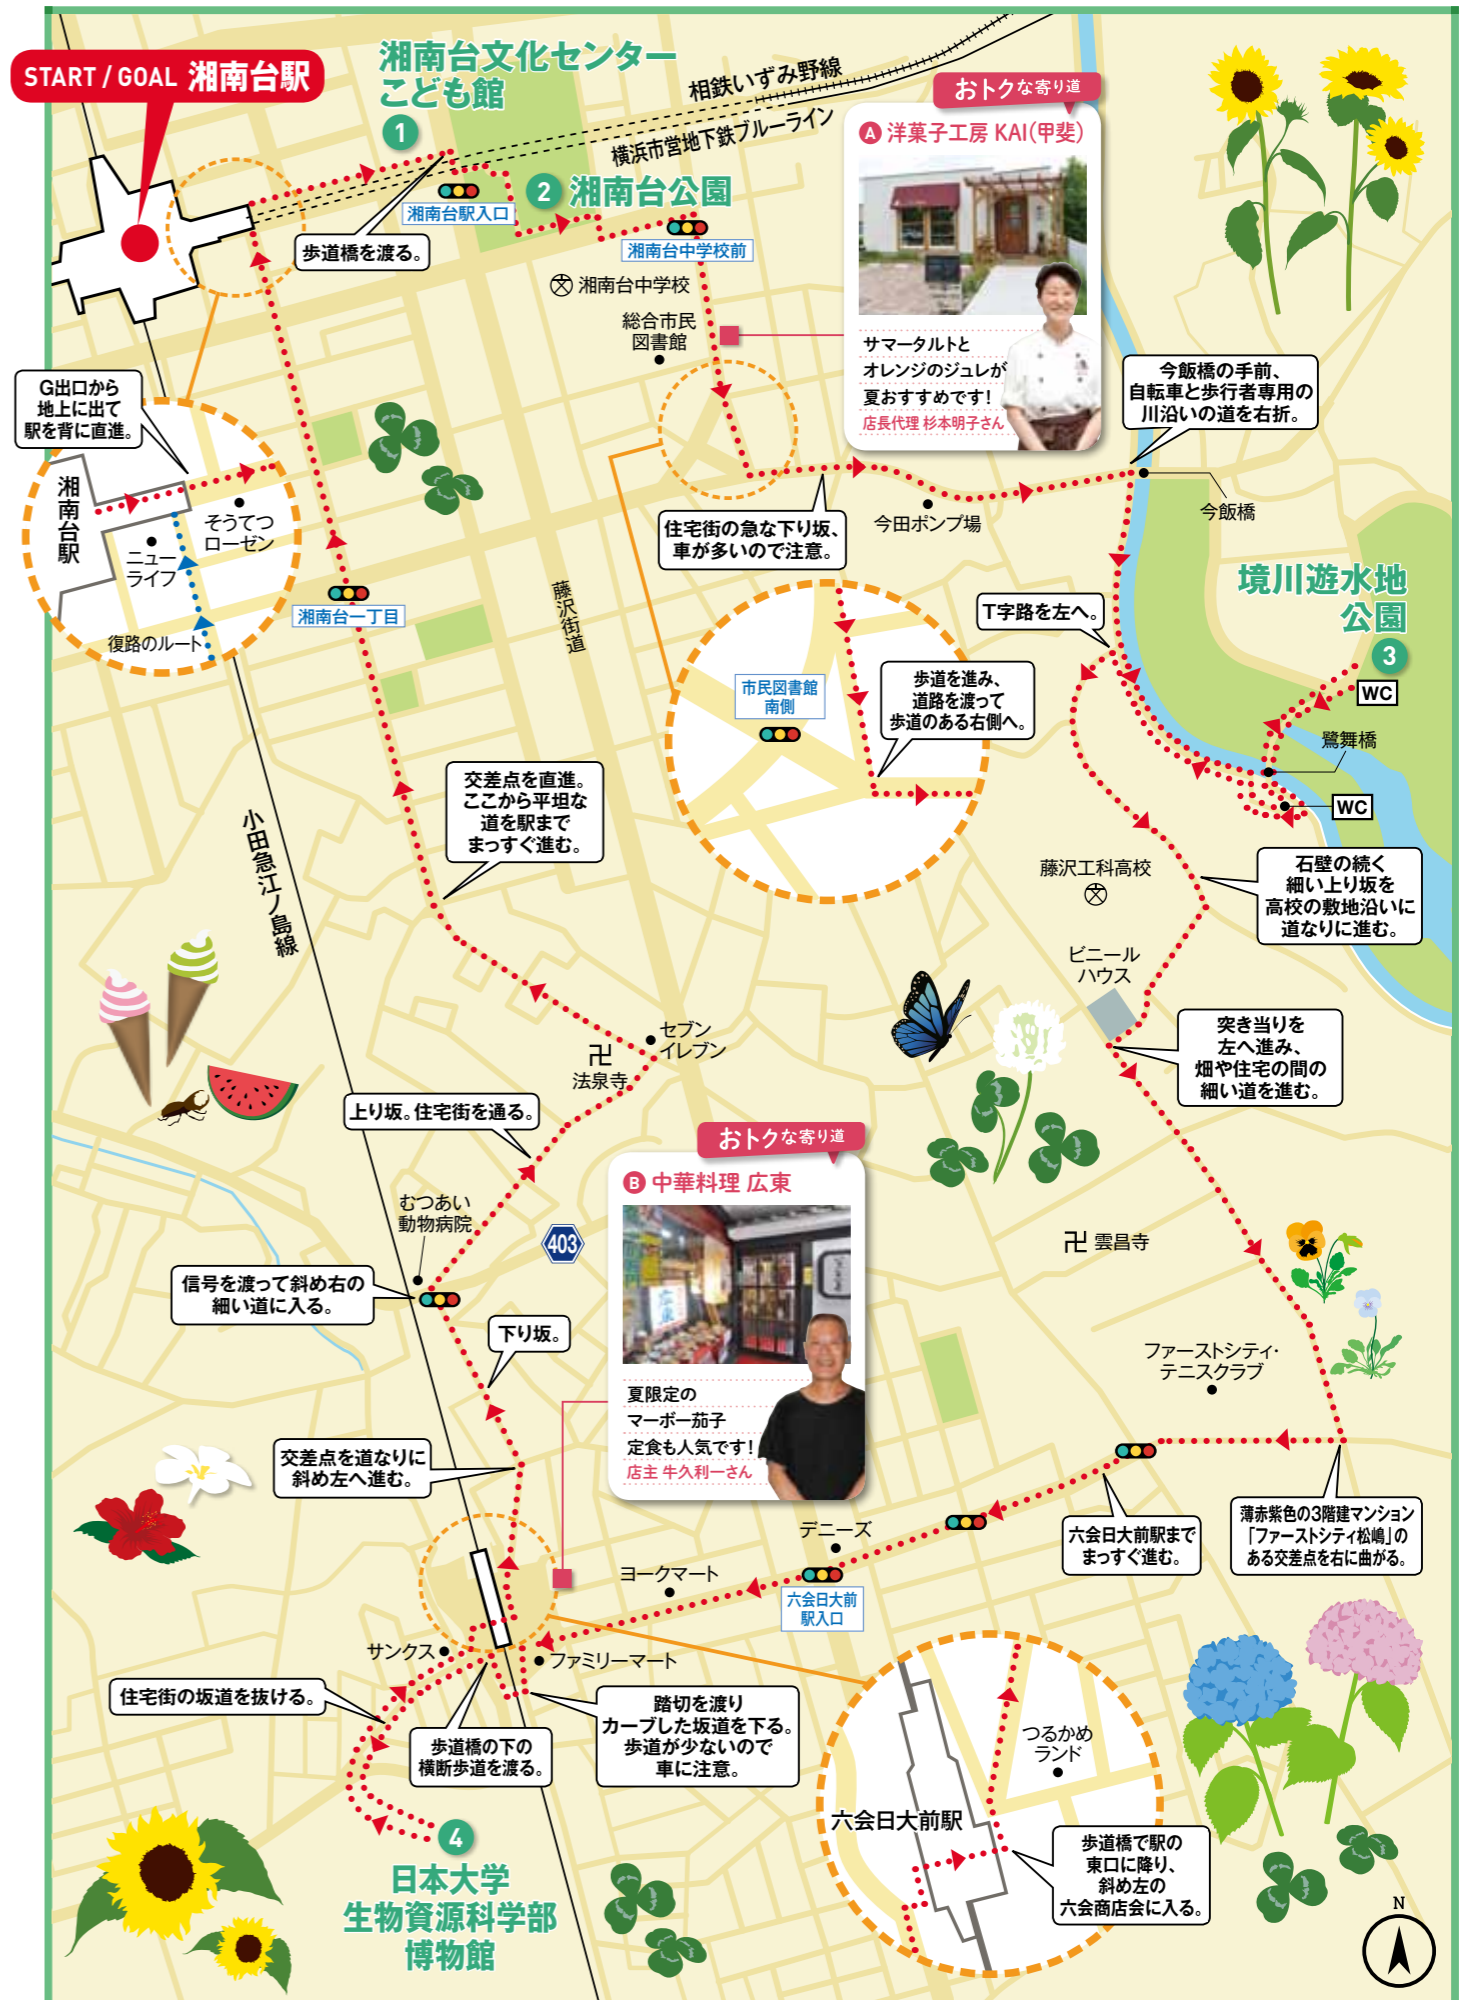 START / GOAL 湘南台駅
湘南台文化センター
こども館
1
相鉄いずみ野線
横浜市営地下鉄ブルーライン
湘南台駅入口
2 湘南台公園
歩道橋を渡る。
湘南台中学校前
文 湘南台中学校
総合市民
図書館
おトクな寄り道
A 洋菓子工房 KAI(甲斐)
サマータルトと
オレンジのジュレが
夏おすすめです!
店長代理 杉本明子さん
今飯橋の手前、
自転車と歩行者専用の
川沿いの道を右折。
今飯橋
G出口から
地上に出て
駅を背に直進。
湘南台駅
そうてつ
ローゼン
ニュー
ライフ
復路のルート
湘南台一丁目
藤沢街道
住宅街の急な下り坂、
車が多いので注意。
今田ポンプ場
T字路を左へ。
境川遊水地
公園
3
WC
鷺舞橋
WC
市民図書館
南側
歩道を進み、
道路を渡って
歩道のある右側へ。
交差点を直進。
ここから平坦な
道を駅まで
まっすぐ進む。
小田急江ノ島線
藤沢工科高校
文
石壁の続く
細い上り坂を
高校の敷地沿いに
道なりに進む。
ビニール
ハウス
突き当りを
左へ進み、
畑や住宅の間の
細い道を進む。
セブン
イレブン
卍
法泉寺
上り坂。住宅街を通る。
むつあい
動物病院
403
信号を渡って斜め右の
細い道に入る。
下り坂。
おトクな寄り道
B 中華料理 広東
広東
夏限定の
マーボー茄子
定食も人気です!
店主 牛久利一さん
卍 雲昌寺
ファーストシティ・
テニスクラブ
交差点を道なりに
斜め左へ進む。
薄赤紫色の3階建マンション
「ファーストシティ松嶋」の
ある交差点を右に曲がる。
六会日大前駅まで
まっすぐ進む。
デニーズ
六会日大前
駅入口
ヨークマート
サンクス
ファミリーマート
住宅街の坂道を抜ける。
歩道橋の下の
横断歩道を渡る。
踏切を渡り
カーブした坂道を下る。
歩道が少ないので
車に注意。
つるかめ
ランド
六会日大前駅
歩道橋で駅の
東口に降り、
斜め左の
六会商店会に入る。
4
日本大学
生物資源科学部
博物館
N